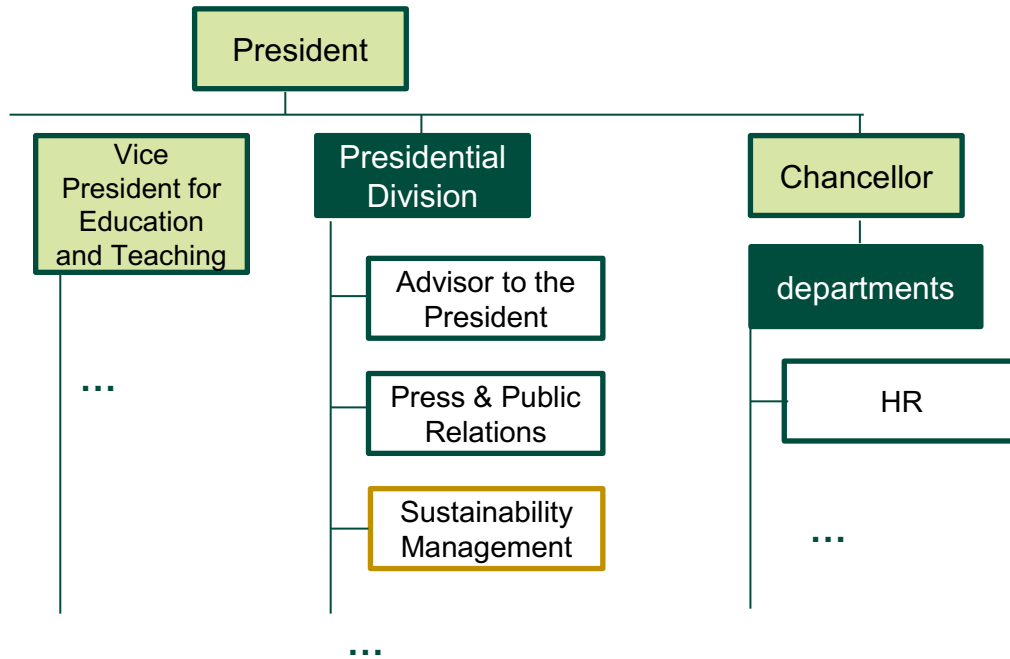 President
Vice
President for
Education
and Teaching
...
Presidential
Division
Advisor to the
President
Press & Public
Relations
Sustainability
Management
...
Chancellor
departments
HR
...